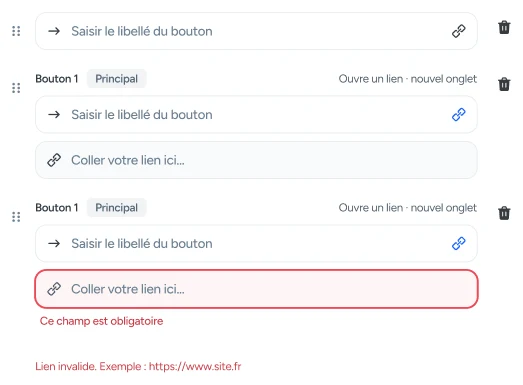 Saisir le libellé du bouton
Bouton 1 Principal Ouvre un lien · nouvel onglet
Saisir le libellé du bouton
Coller votre lien ici...
Bouton 1 Principal Ouvre un lien · nouvel onglet
Saisir le libellé du bouton
Coller votre lien ici...
Ce champ est obligatoire
Lien invalide. Exemple : https://www.site.fr